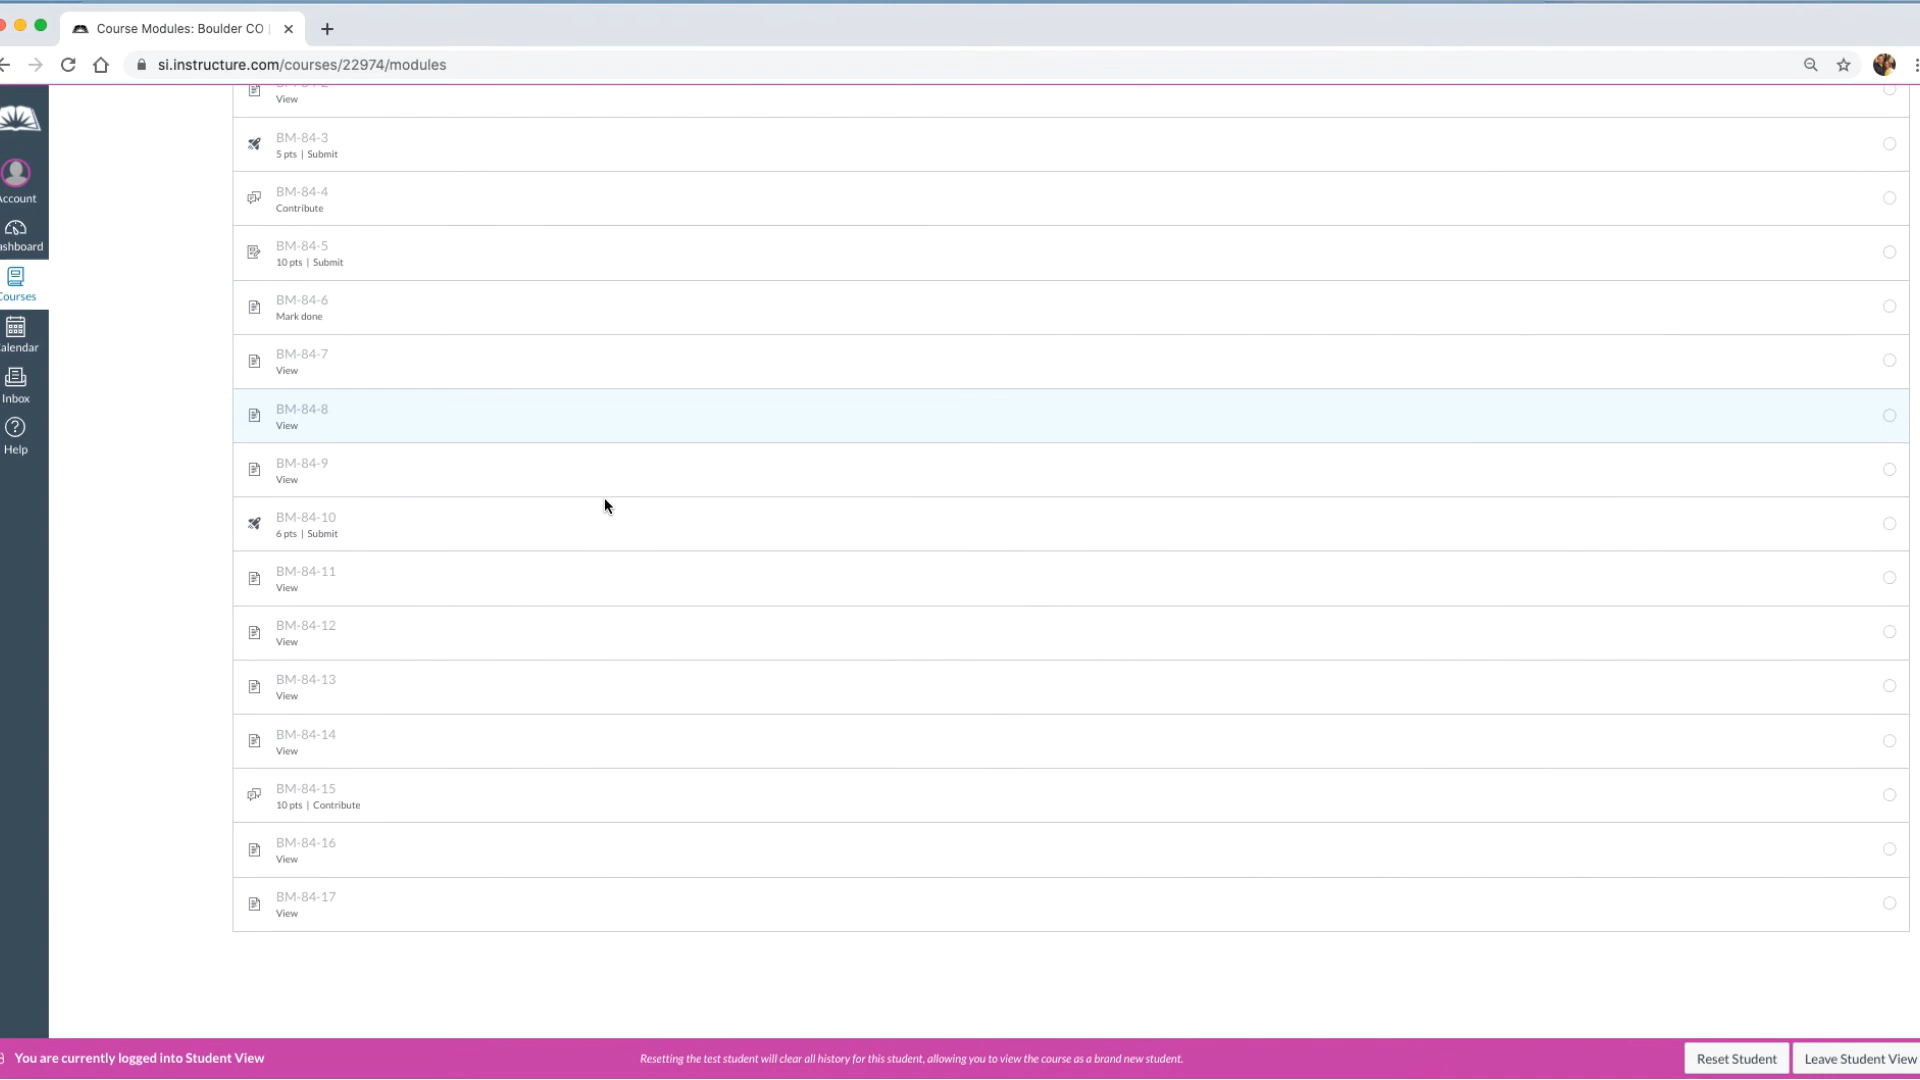 Course Modules: Boulder CO
si.instructure.com/courses/22974/modules
View
BM-84-3
5 pts | Submit
BM-84-4
Contribute
BM-84-5
10 pts | Submit
BM-84-6
Mark done
BM-84-7
View
BM-84-8
View
BM-84-9
View
BM-84-10
6 pts | Submit
BM-84-11
View
BM-84-12
View
BM-84-13
View
BM-84-14
View
BM-84-15
10 pts | Contribute
BM-84-16
View
BM-84-17
View
Account
ashboard
Courses
Calendar
Inbox
Help
You are currently logged into Student View
Resetting the test student will clear all history for this student, allowing you to view the course as a brand new student.
Reset Student
Leave Student View